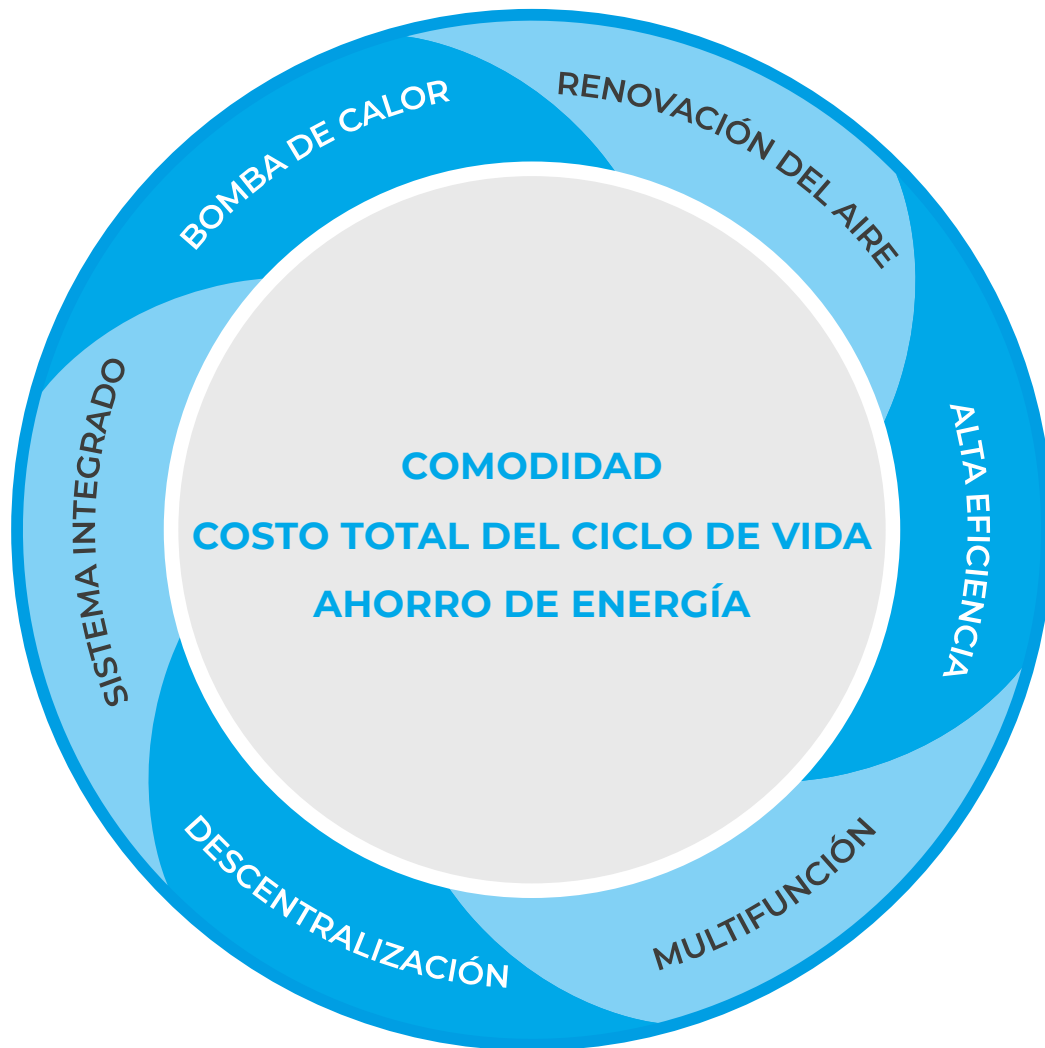 BOMBA DE CALOR
RENOVACIÓN DEL AIRE
ALTA EFICIENCIA
MULTIFUNCIÓN
DESCENTRALIZACIÓN
SISTEMA INTEGRADO
COMODIDAD
COSTO TOTAL DEL CICLO DE VIDA
AHORRO DE ENERGÍA